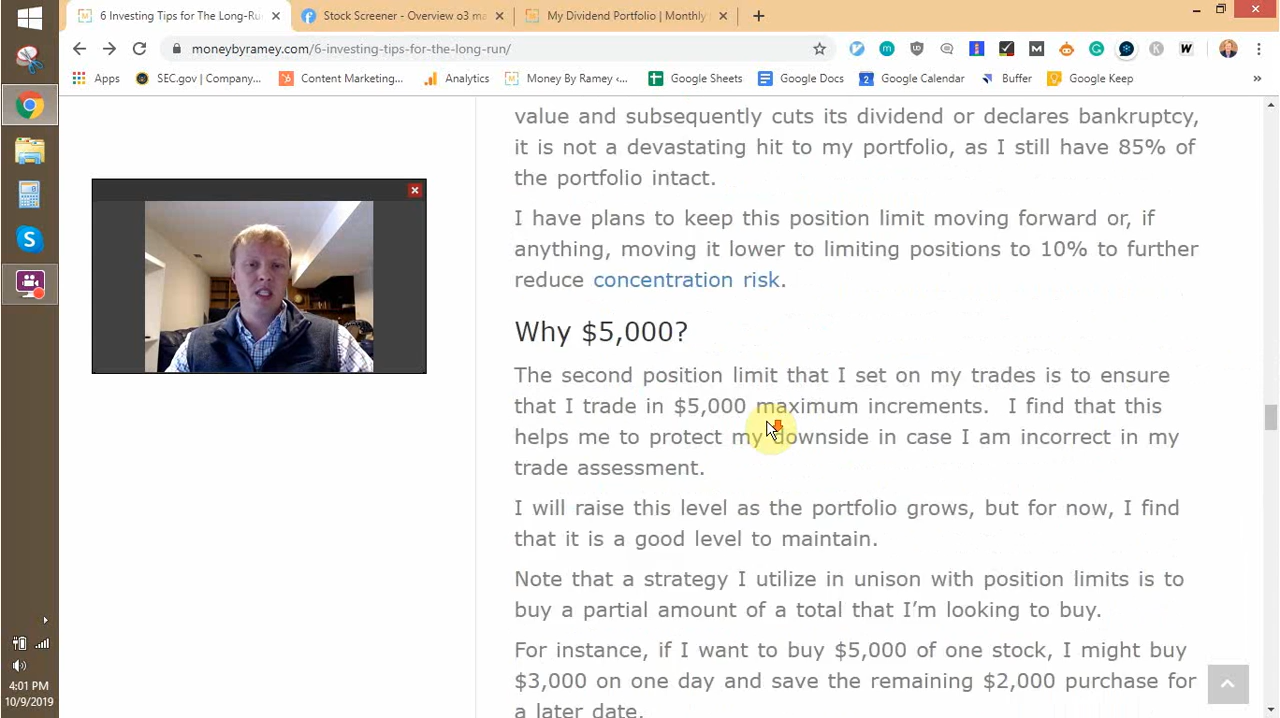 6 Investing Tips for The Long-Ru
Stock Screener - Overview o3 ma
My Dividend Portfolio | Monthly
moneybyramey.com/6-investing-tips-for-the-long-run/
Apps
SEC.gov | Company...
Content Marketing...
Analytics
Money By Ramey <...
Google Sheets
Google Docs
Google Calendar
Buffer
Google Keep
value and subsequently cuts its dividend or declares bankruptcy,
it is not a devastating hit to my portfolio, as I still have 85% of
the portfolio intact.
I have plans to keep this position limit moving forward or, if
anything, moving it lower to limiting positions to 10% to further
reduce concentration risk.
Why $5,000?
The second position limit that I set on my trades is to ensure
that I trade in $5,000 maximum increments.  I find that this
helps me to protect my downside in case I am incorrect in my
trade assessment.
I will raise this level as the portfolio grows, but for now, I find
that it is a good level to maintain.
Note that a strategy I utilize in unison with position limits is to
buy a partial amount of a total that I’m looking to buy.
For instance, if I want to buy $5,000 of one stock, I might buy
$3,000 on one day and save the remaining $2,000 purchase for
a later date.
4:01 PM
10/9/2019